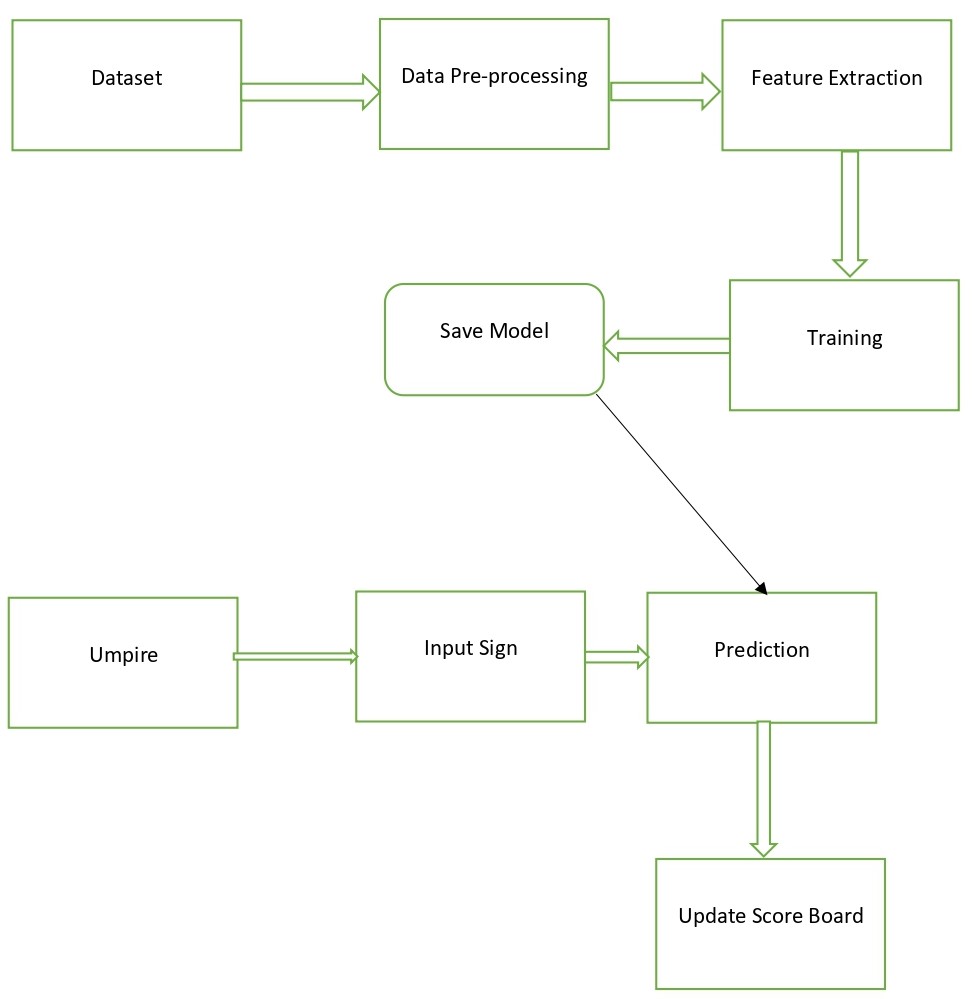 Dataset
Data Pre-processing
Feature Extraction
Save Model
Training
Umpire
Input Sign
Prediction
Update Score Board